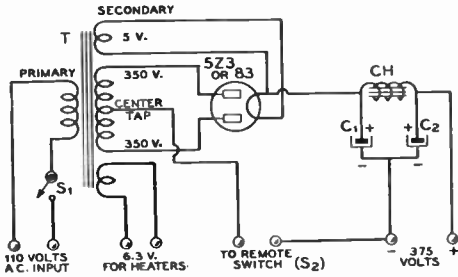 SECONDARY
T
5 V.
5Z3
OR 83
CH
PRIMARY
350 V.
CENTER
TAP
C1
+
+
C2
350 V.
-
-
S1
110 VOLTS
A.C. INPUT
6.3 V.
FOR HEATERS
TO REMOTE
SWITCH (S2)
-
375
VOLTS
+